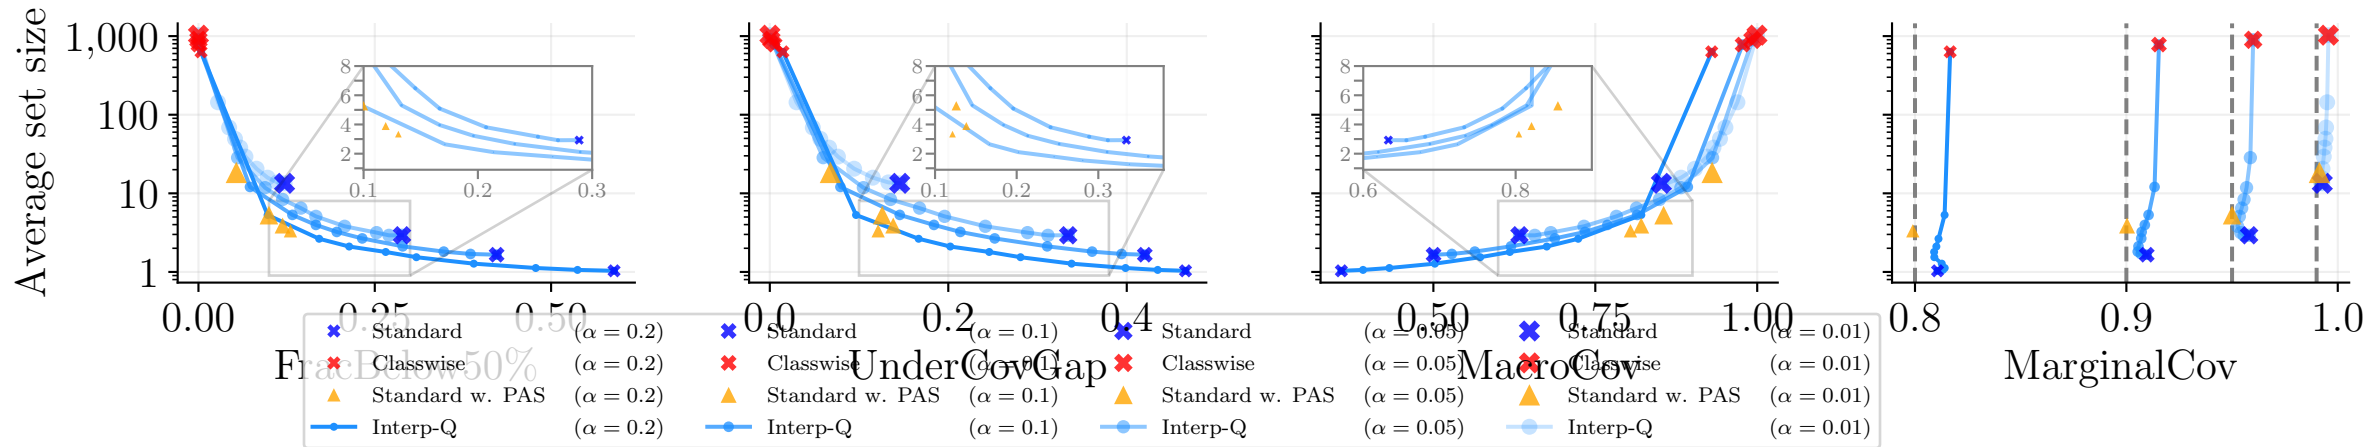 Average set size
1,000
100
10
1
0.00
0.25
0.50
FracBelow50%
8
6
4
2
0.1
0.2
0.3
0.0
0.2
0.4
UnderCovGap
8
6
4
2
0.1
0.2
0.3
0.50
0.75
1.00
MacroCov
8
6
4
2
0.6
0.8
0.8
0.9
1.0
MarginalCov
Standard (α = 0.2)
Classwise (α = 0.2)
Standard w. PAS (α = 0.2)
Interp-Q (α = 0.2)
Standard (α = 0.1)
Classwise (α = 0.1)
Standard w. PAS (α = 0.1)
Interp-Q (α = 0.1)
Standard (α = 0.05)
Classwise (α = 0.05)
Standard w. PAS (α = 0.05)
Interp-Q (α = 0.05)
Standard (α = 0.01)
Classwise (α = 0.01)
Standard w. PAS (α = 0.01)
Interp-Q (α = 0.01)